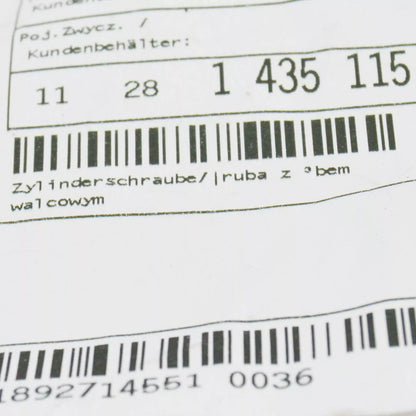 Poj.Zwycz. /
Kundenbehälter:
11 28 1 435 115
Zylinderschraube/|ruba z ³bem
walcowym
1892714551 0036